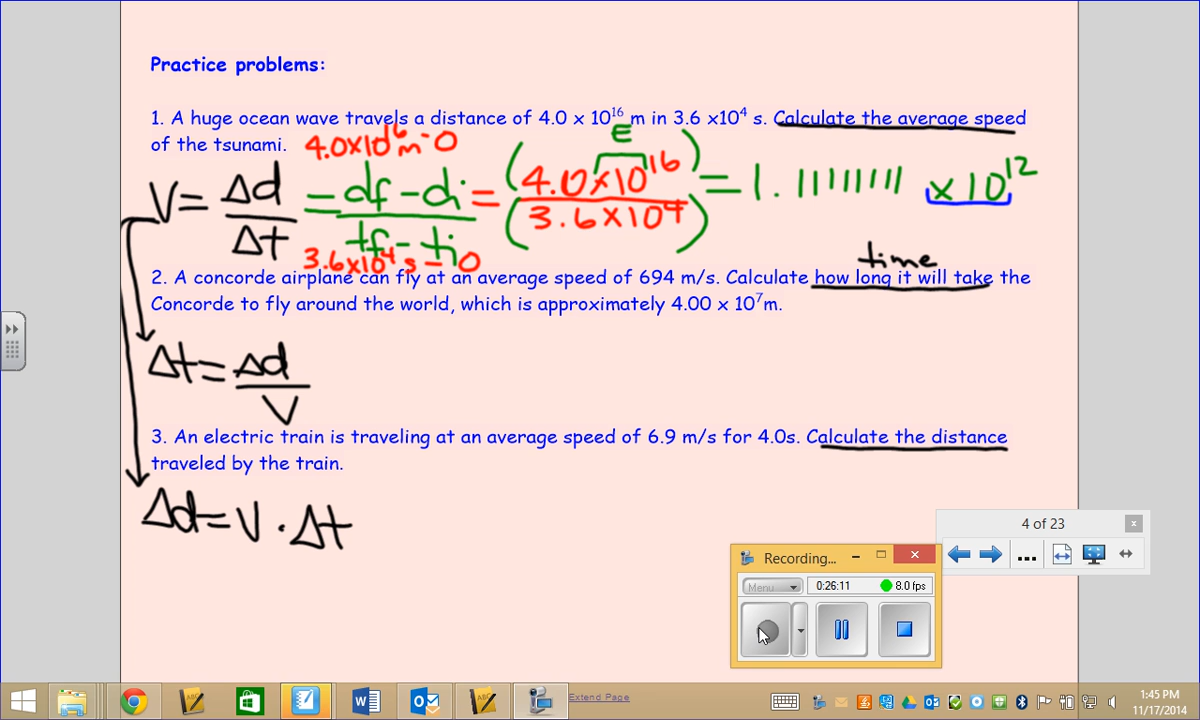 Practice problems:
1. A huge ocean wave travels a distance of 4.0 x 10¹⁶ m in 3.6 x10⁴ s. Calculate the average speed
of the tsunami.
4.0x10¹⁶m - 0
E
V = Δd/Δt = df - di/tf - ti = (4.0x10¹⁶)/(3.6x10⁴) = 1.11111111 x10¹²
3.6x10⁴s - 0
time
2. A concorde airplane can fly at an average speed of 694 m/s. Calculate how long it will take the
Concorde to fly around the world, which is approximately 4.00 x 10⁷m.
Δt = Δd/V
3. An electric train is traveling at an average speed of 6.9 m/s for 4.0s. Calculate the distance
traveled by the train.
Δd = V · Δt
4 of 23
Recording...
Menu
0:26:11
8.0 fps
Extend Page
1:45 PM
11/17/2014